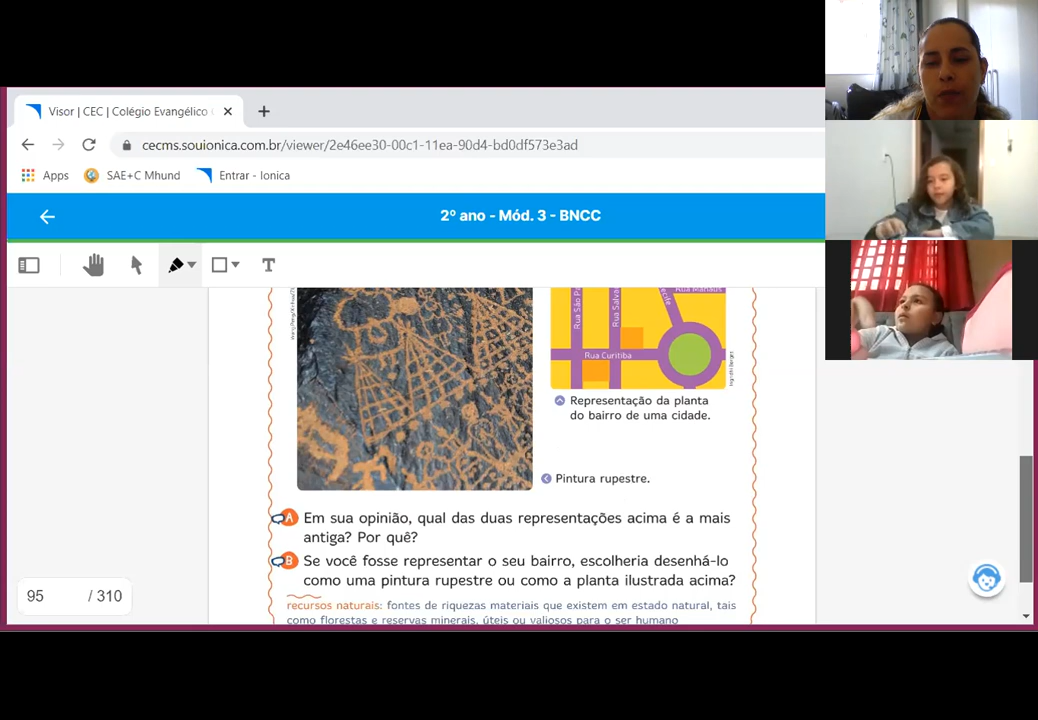 Visor | CEC | Colégio Evangélico
cecms.souionica.com.br/viewer/2e46ee30-00c1-11ea-90d4-bd0df573e3ad
Apps SAE+C Mhund Entrar - Ionica
2º ano - Mód. 3 - BNCC
T
Rua São Pa
Rua Salva
ecife
Rua Manaus
Rua Curitiba
Representação da planta
do bairro de uma cidade.
Pintura rupestre.
A Em sua opinião, qual das duas representações acima é a mais
antiga? Por quê?
B Se você fosse representar o seu bairro, escolheria desenhá-lo
como uma pintura rupestre ou como a planta ilustrada acima?
recursos naturais: fontes de riquezas materiais que existem em estado natural, tais
como florestas e reservas minerais, úteis ou valiosos para o ser humano
95 / 310